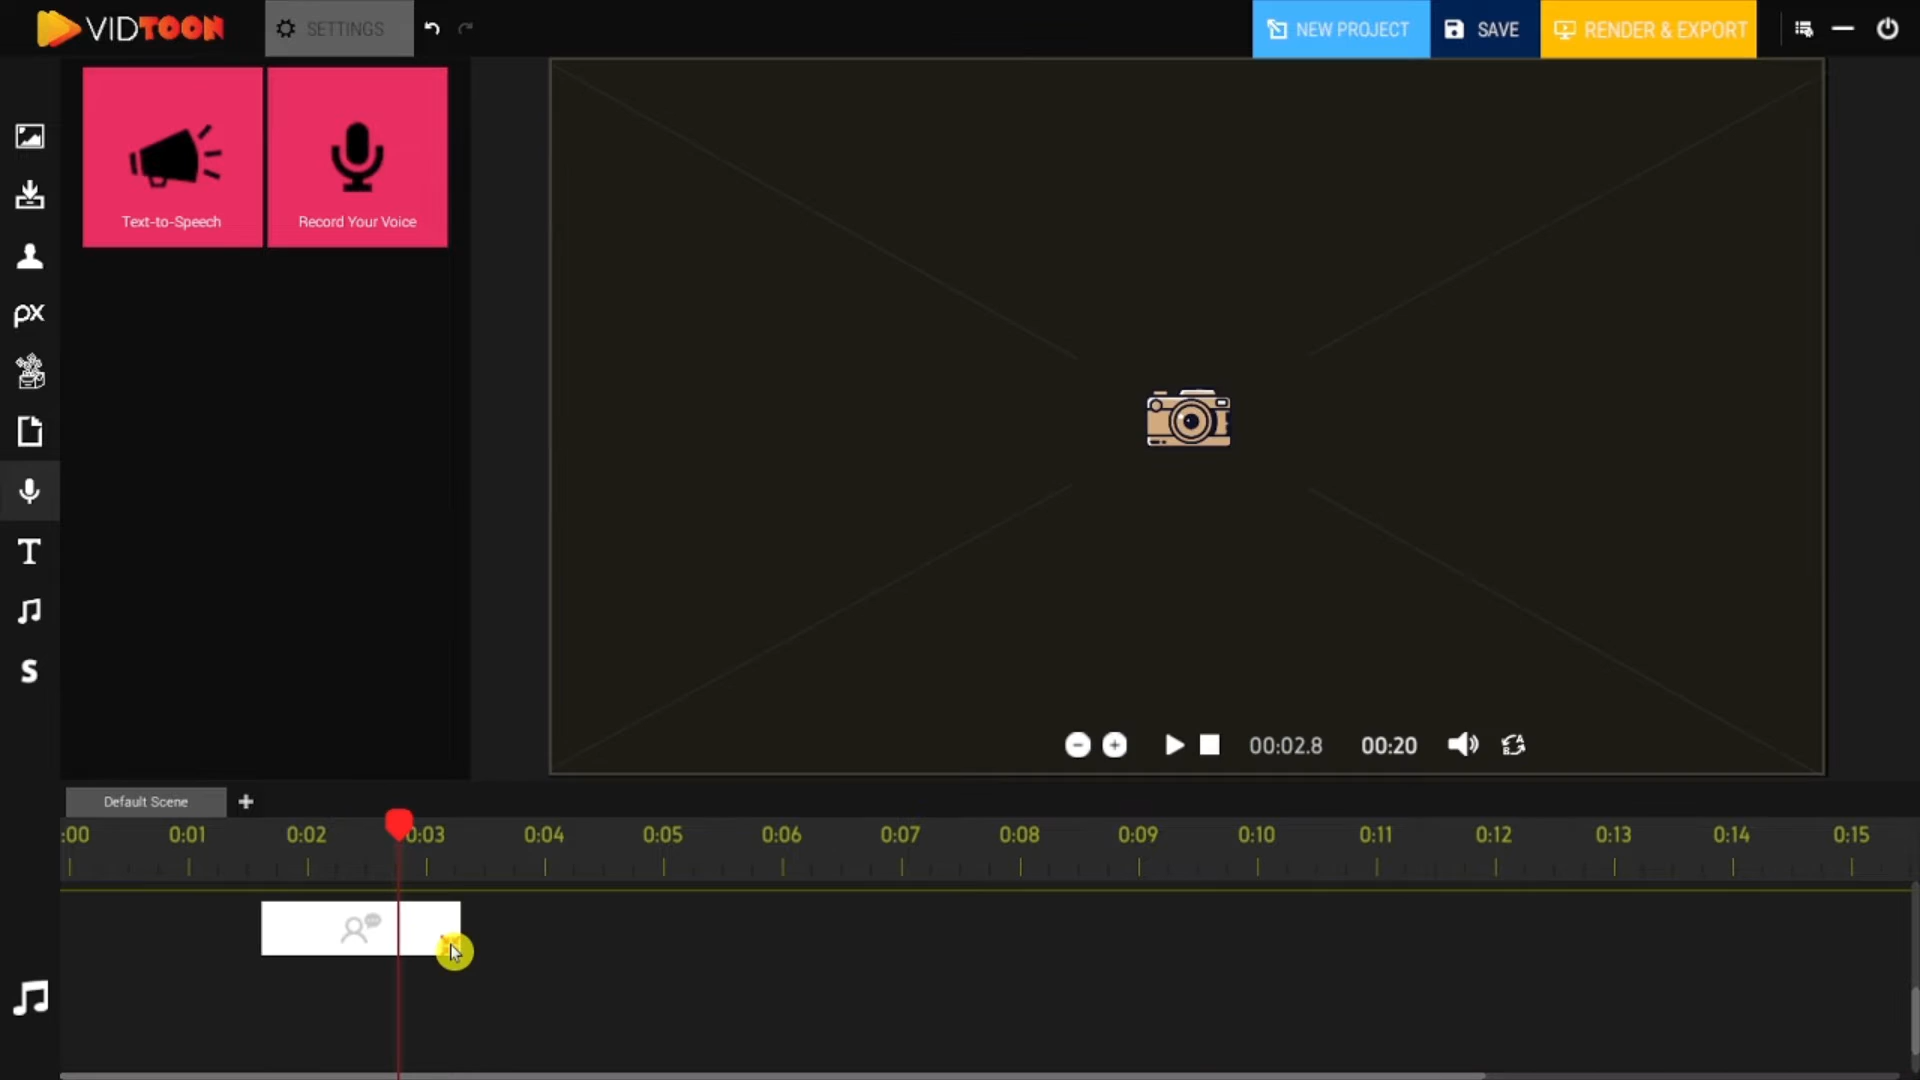 VIDTOON
SETTINGS
NEW PROJECT
SAVE
RENDER & EXPORT
Text-to-Speech
Record Your Voice
px
T
S
00:02.8
00:20
A
B
Default Scene
:00
0:01
0:02
0:03
0:04
0:05
0:06
0:07
0:08
0:09
0:10
0:11
0:12
0:13
0:14
0:15